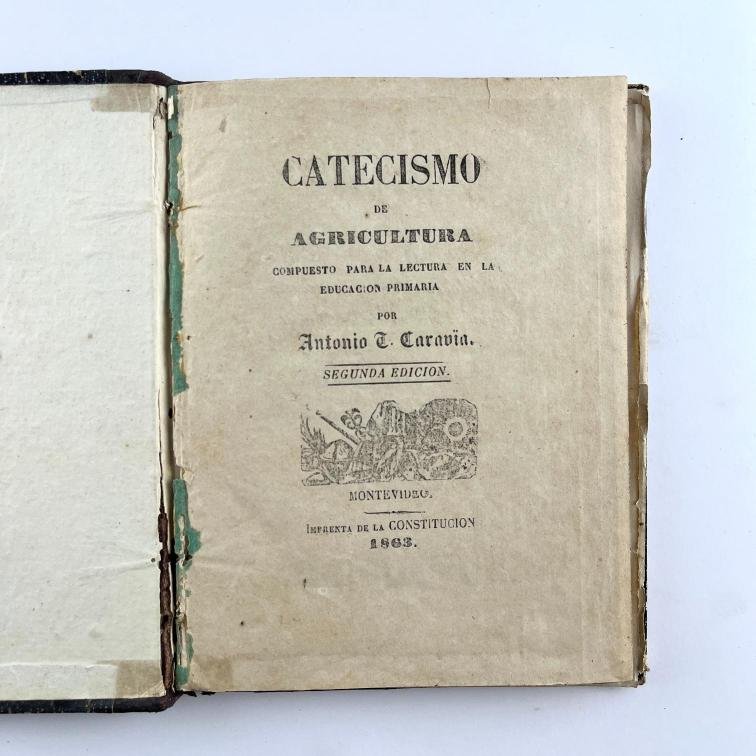 CATECISMO
DE
AGRICULTURA
COMPUESTO PARA LA LECTURA EN LA
EDUCACION PRIMARIA
POR
Antonio T. Caravia.
SEGUNDA EDICION.
MONTEVIDEO.
IMPRENTA DE LA CONSTITUCION
1863.